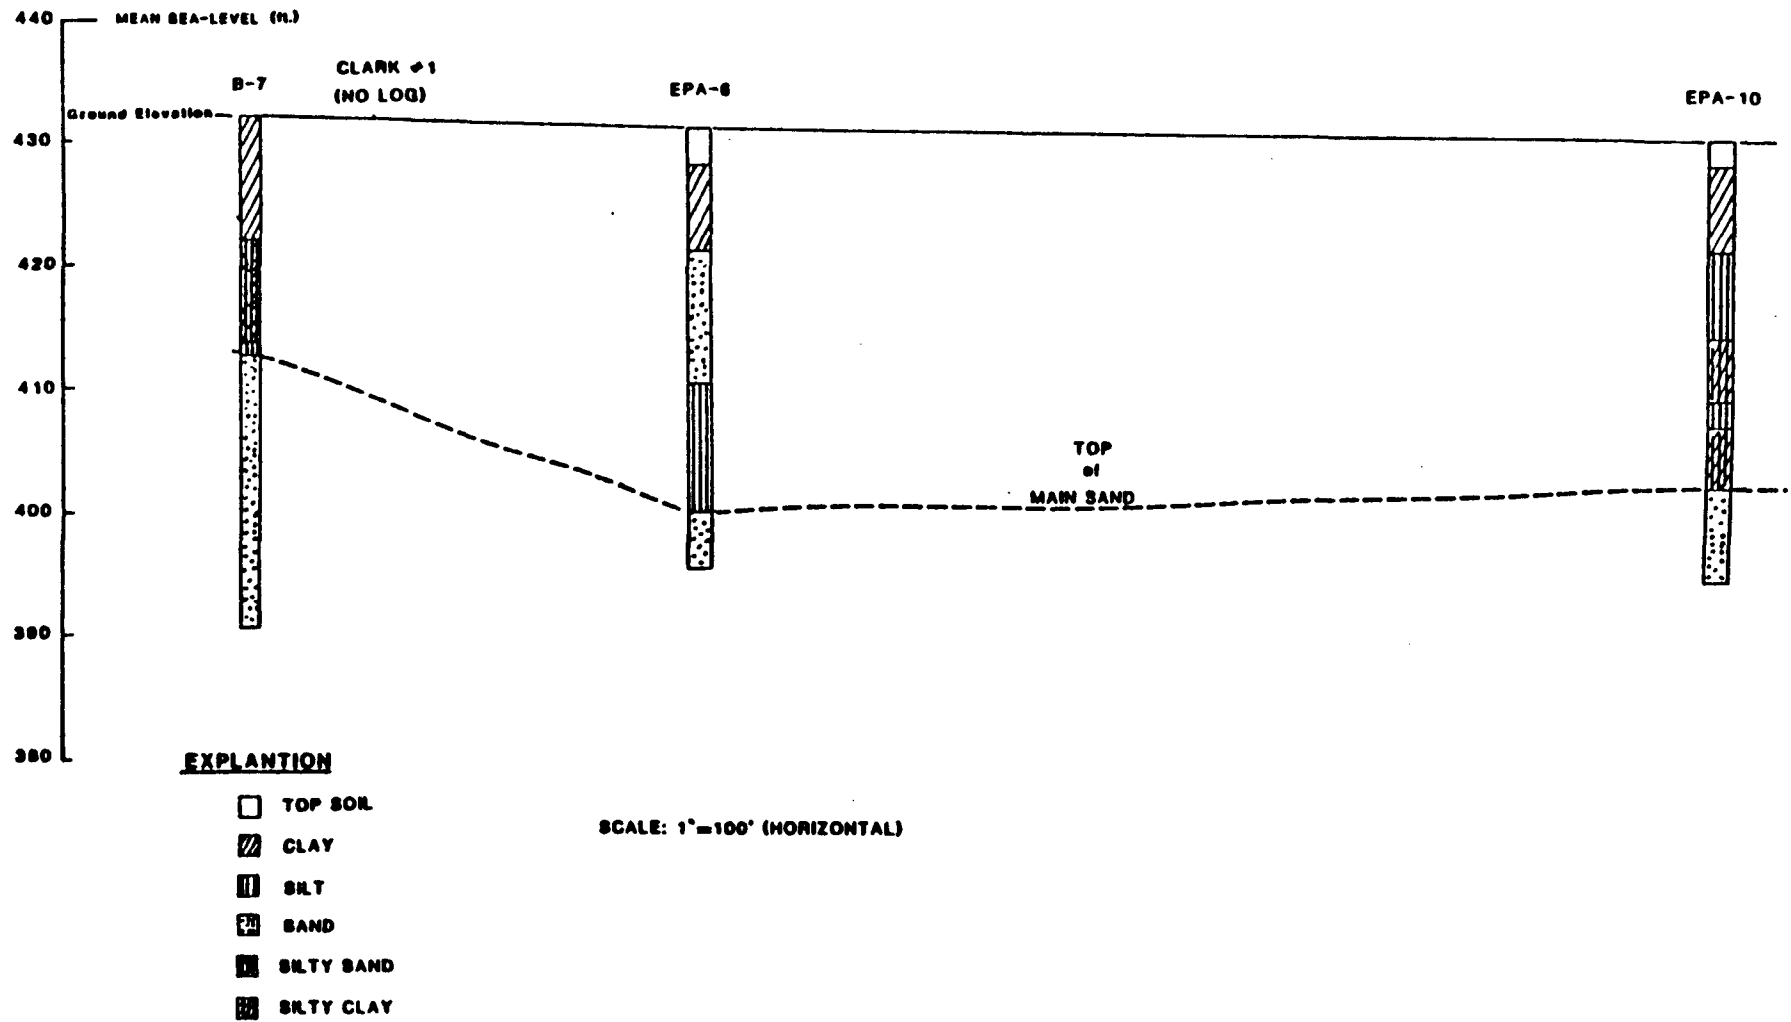 440
MEAN SEA-LEVEL (ft.)
B-7
CLARK #1
(NO LOG)
EPA-6
EPA-10
Ground Elevation
430
420
410
400
390
380
TOP
of
MAIN SAND
EXPLANTION
TOP SOIL
CLAY
SILT
SAND
SILTY SAND
SILTY CLAY
SCALE: 1"=100' (HORIZONTAL)